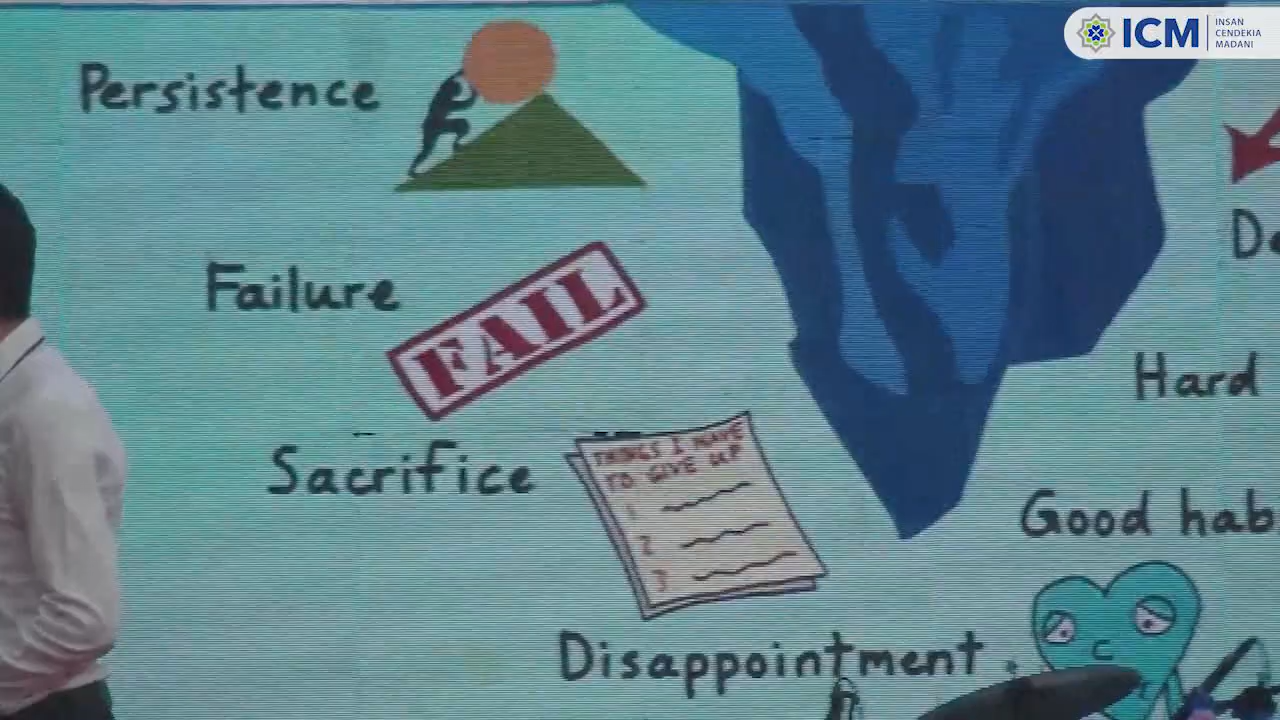 ICM
INSAN
CENDEKIA
MADANI
Persistence
De
Failure
FAIL
Hard
Sacrifice
THINGS I HAVE
TO GIVE UP
1
2
3
Good hab
Disappointment